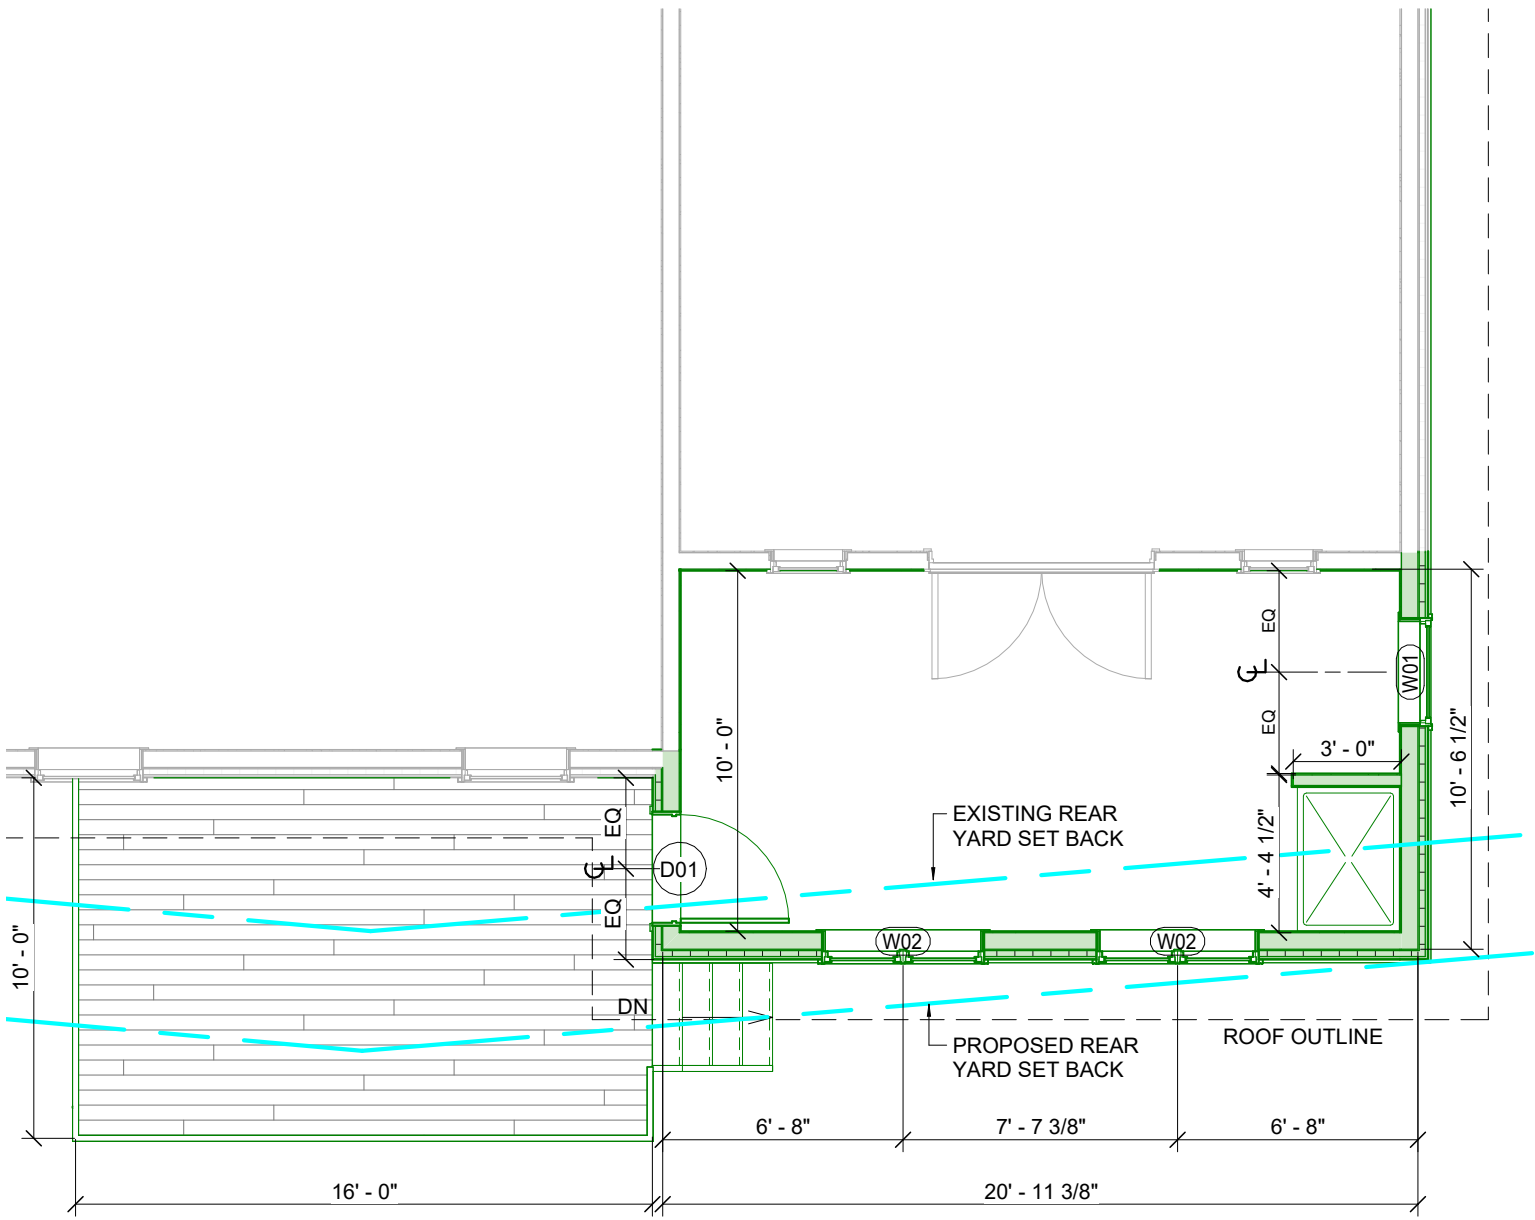 EQ
EQ
W01
10' - 0"
3' - 0"
10' - 6 1/2"
EXISTING REAR
YARD SET BACK
4' - 4 1/2"
EQ
EQ
D01
W02
W02
10' - 0"
DN
PROPOSED REAR
YARD SET BACK
ROOF OUTLINE
6' - 8"
7' - 7 3/8"
6' - 8"
16' - 0"
20' - 11 3/8"